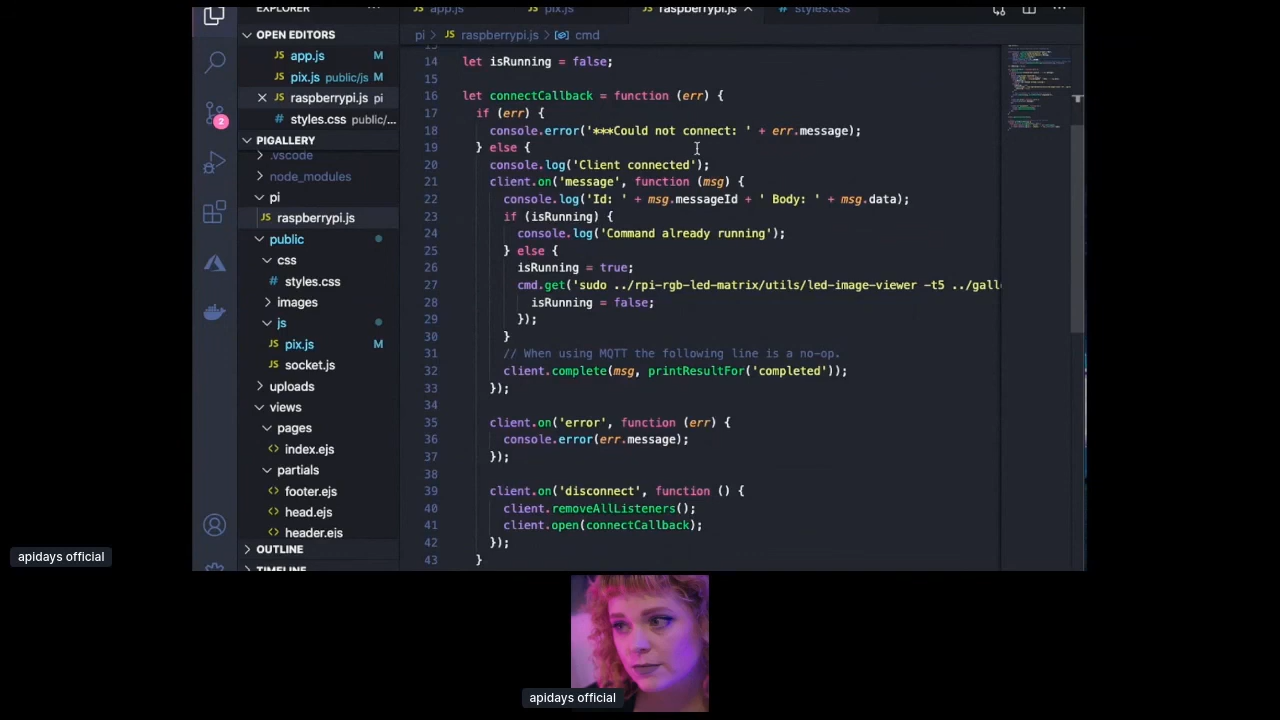 EXPLORER
OPEN EDITORS
app.js M
pix.js public/js M
raspberrypi.js pi
styles.css public/...
2
PIGALLERY
.vscode
node_modules
pi
raspberrypi.js
public
css
styles.css
images
js
pix.js M
socket.js
uploads
views
pages
index.ejs
partials
footer.ejs
head.ejs
header.ejs
OUTLINE
TIMELINE
app.js pix.js raspberrypi.js styles.css
pi > raspberrypi.js > cmd
13
14 let isRunning = false;
15
16 let connectCallback = function (err) {
17 if (err) {
18 console.error('***Could not connect: ' + err.message);
19 } else {
20 console.log('Client connected');
21 client.on('message', function (msg) {
22 console.log('Id: ' + msg.messageId + ' Body: ' + msg.data);
23 if (isRunning) {
24 console.log('Command already running');
25 } else {
26 isRunning = true;
27 cmd.get('sudo ../rpi-rgb-led-matrix/utils/led-image-viewer -t5 ../gall
28 isRunning = false;
29 });
30 }
31 // When using MQTT the following line is a no-op.
32 client.complete(msg, printResultFor('completed'));
33 });
34
35 client.on('error', function (err) {
36 console.error(err.message);
37 });
38
39 client.on('disconnect', function () {
40 client.removeAllListeners();
41 client.open(connectCallback);
42 });
43 }
apidays official
apidays official